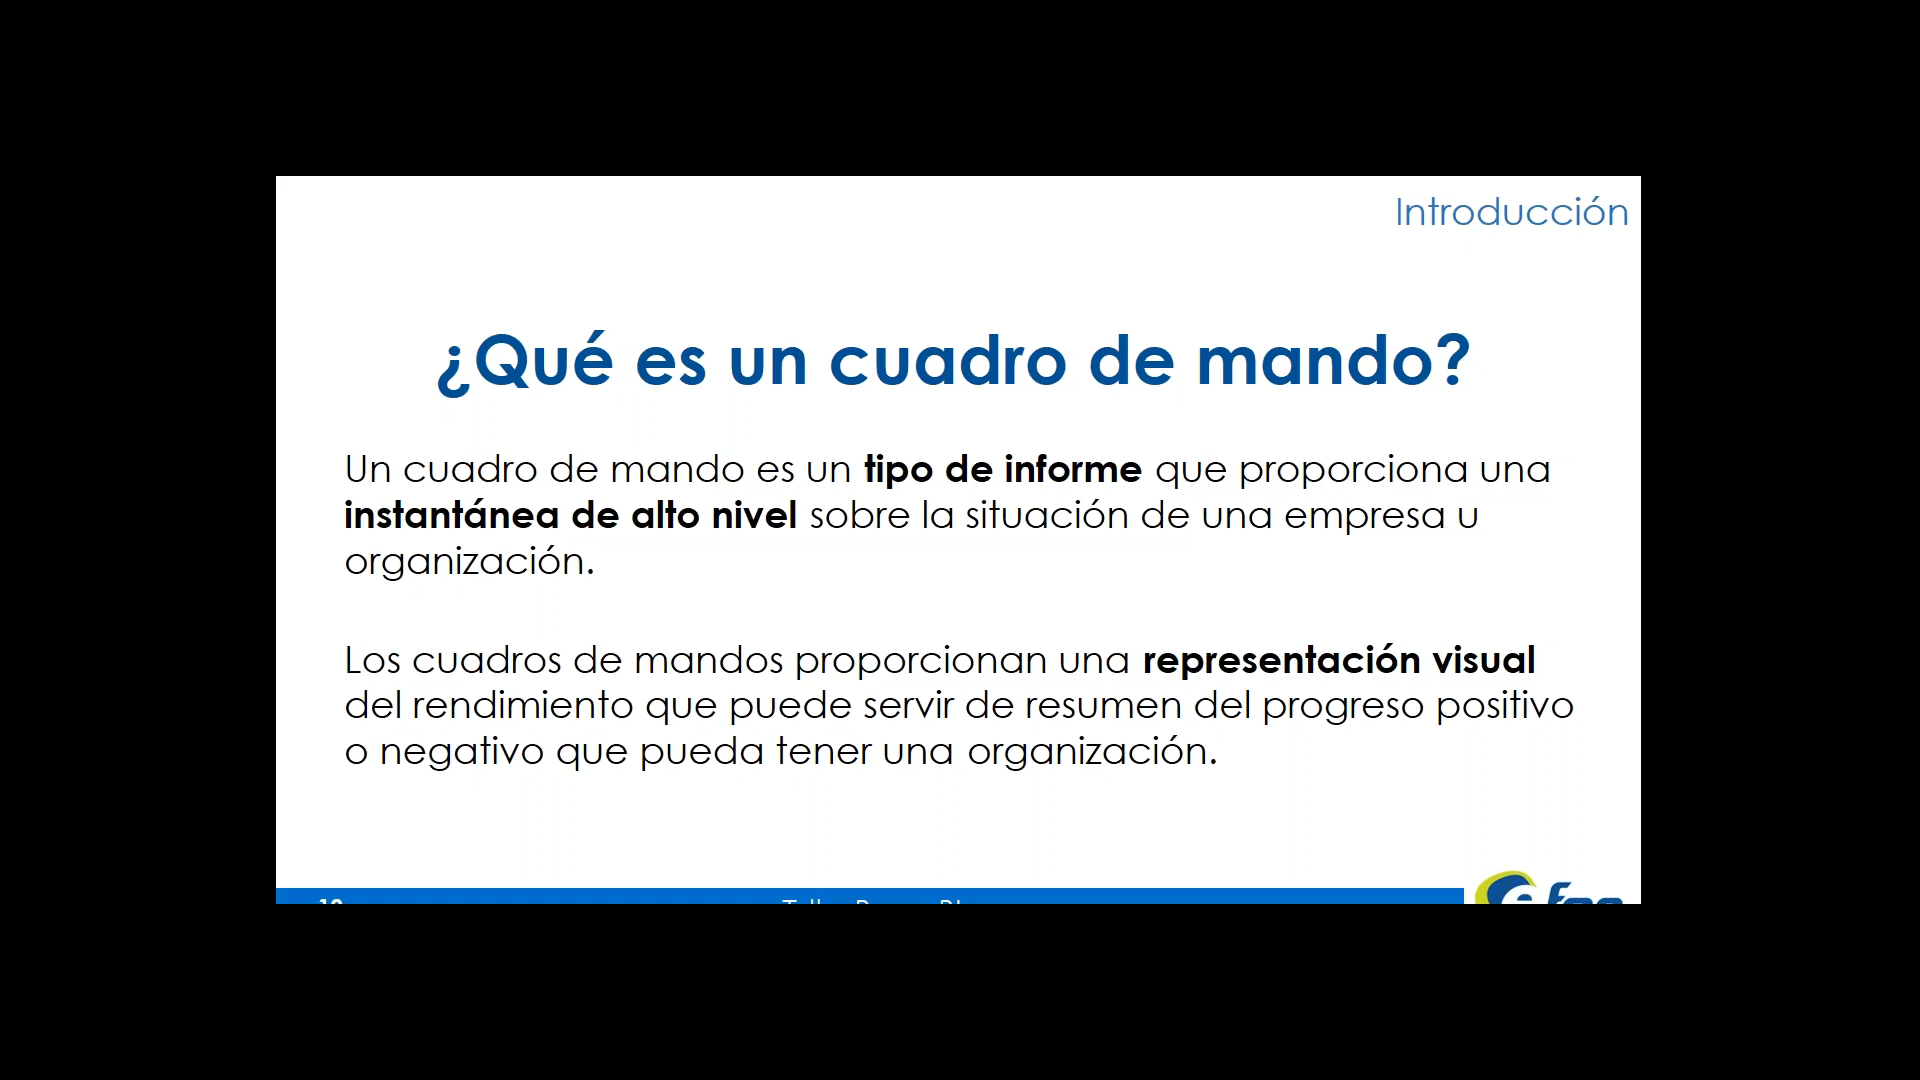 Introducción
¿Qué es un cuadro de mando?
Un cuadro de mando es un tipo de informe que proporciona una
instantánea de alto nivel sobre la situación de una empresa u
organización.
Los cuadros de mandos proporcionan una representación visual
del rendimiento que puede servir de resumen del progreso positivo
o negativo que pueda tener una organización.